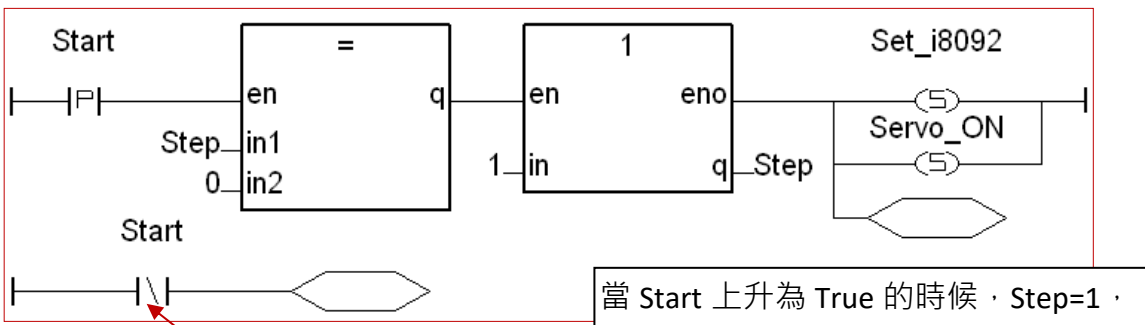 Start
=
1
Set_i8092
P
en
q
en
eno
S
Step
in1
Servo_ON
0
in2
1
in
q
Step
S
Start
當 Start 上升為 True 的時候，Step=1，